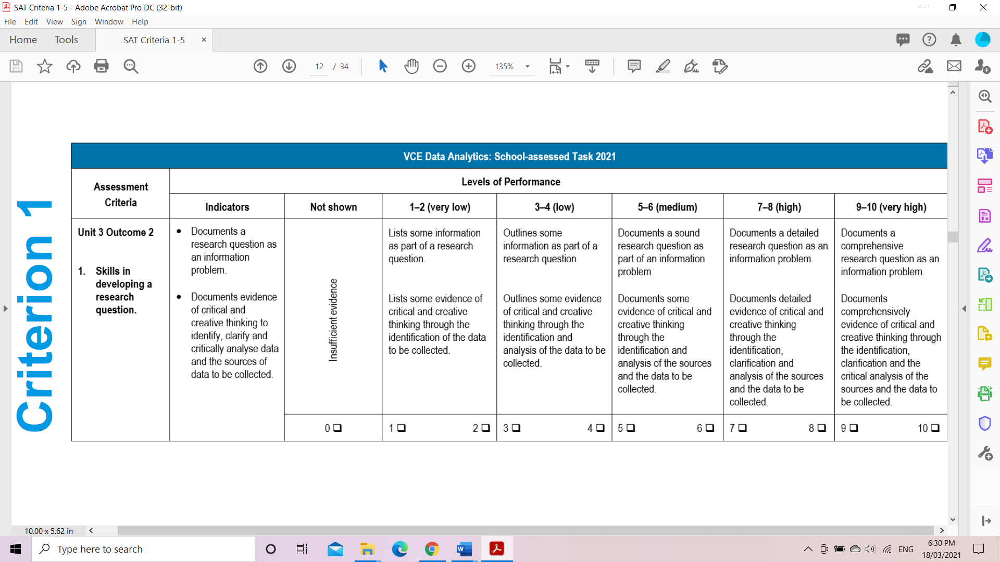 SAT Criteria 1-5 - Adobe Acrobat Pro DC (32-bit)
File Edit View Sign Window Help
Home Tools SAT Criteria 1-5 ×
12 / 34 135%
Criterion 1
VCE Data Analytics: School-assessed Task 2021
Assessment
Criteria
Levels of Performance
Indicators Not shown 1–2 (very low) 3–4 (low) 5–6 (medium) 7–8 (high) 9–10 (very high)
Unit 3 Outcome 2
1. Skills in
developing a
research
question.
• Documents a
research question as
an information
problem.
• Documents evidence
of critical and
creative thinking to
identify, clarify and
critically analyse data
and the sources of
data to be collected.
Insufficient evidence
Lists some information
as part of a research
question.
Lists some evidence of
critical and creative
thinking through the
identification of the data
to be collected.
Outlines some
information as part of a
research question.
Outlines some evidence
of critical and creative
thinking through the
identification and
analysis of the data to be
collected.
Documents a sound
research question as
part of an information
problem.
Documents some
evidence of critical and
creative thinking
through the
identification and
analysis of the sources
and the data to be
collected.
Documents a detailed
research question as an
information problem.
Documents detailed
evidence of critical and
creative thinking
through the
identification,
clarification and
analysis of the sources
and the data to be
collected.
Documents a
comprehensive
research question as an
information problem.
Documents
comprehensively
evidence of critical and
creative thinking through
the identification,
clarification and the
critical analysis of the
sources and the data to
be collected.
0 ❑ 1 ❑ 2 ❑ 3 ❑ 4 ❑ 5 ❑ 6 ❑ 7 ❑ 8 ❑ 9 ❑ 10 ❑
10.00 x 5.62 in
Type here to search
ENG
6:30 PM
18/03/2021